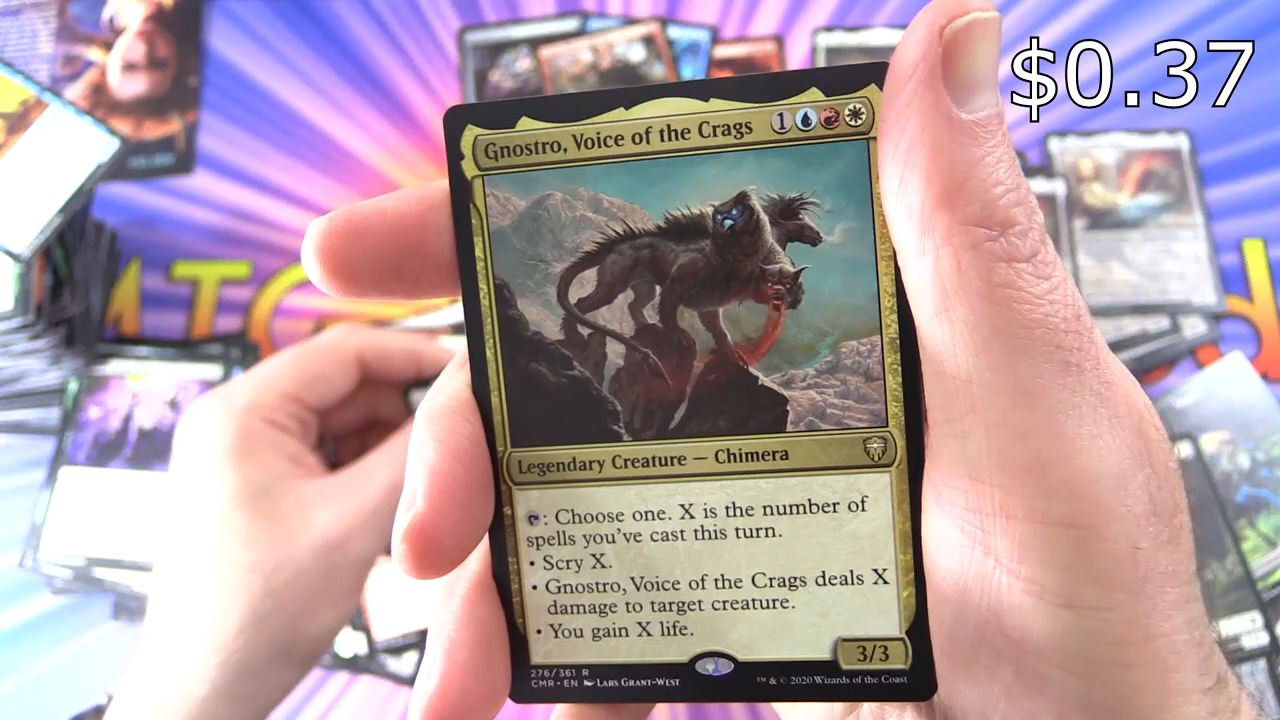 $0.37
Gnostro, Voice of the Crags 1
Legendary Creature — Chimera
: Choose one. X is the number of
spells you've cast this turn.
• Scry X.
• Gnostro, Voice of the Crags deals X
damage to target creature.
• You gain X life.
3/3
276/361 R
CMR • EN Lars Grant-West
™ & © 2020 Wizards of the Coast
MTG